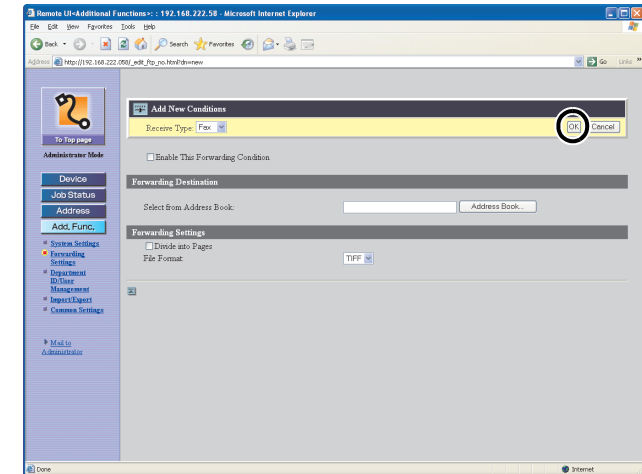 Remote UI<Additional Functions>: : 192.168.222.58 - Microsoft Internet Explorer
File Edit View Favorites Tools Help
Back Search Favorites
Address http://192.168.222.058/_edit_ftp_no.html?dn=new Go Links »
Add New Conditions
Receive Type: Fax OK Cancel
To Top page
Administrator Mode
Enable This Forwarding Condition
Device
Forwarding Destination
Job Status
Address
Select from Address Book: Address Book...
Add. Func.
Forwarding Settings
System Settings
Divide into Pages
Forwarding
Settings
File Format: TIFF
Department
ID/User
Management
Import/Export
Common Settings
Mail to
Administrator
Done Internet